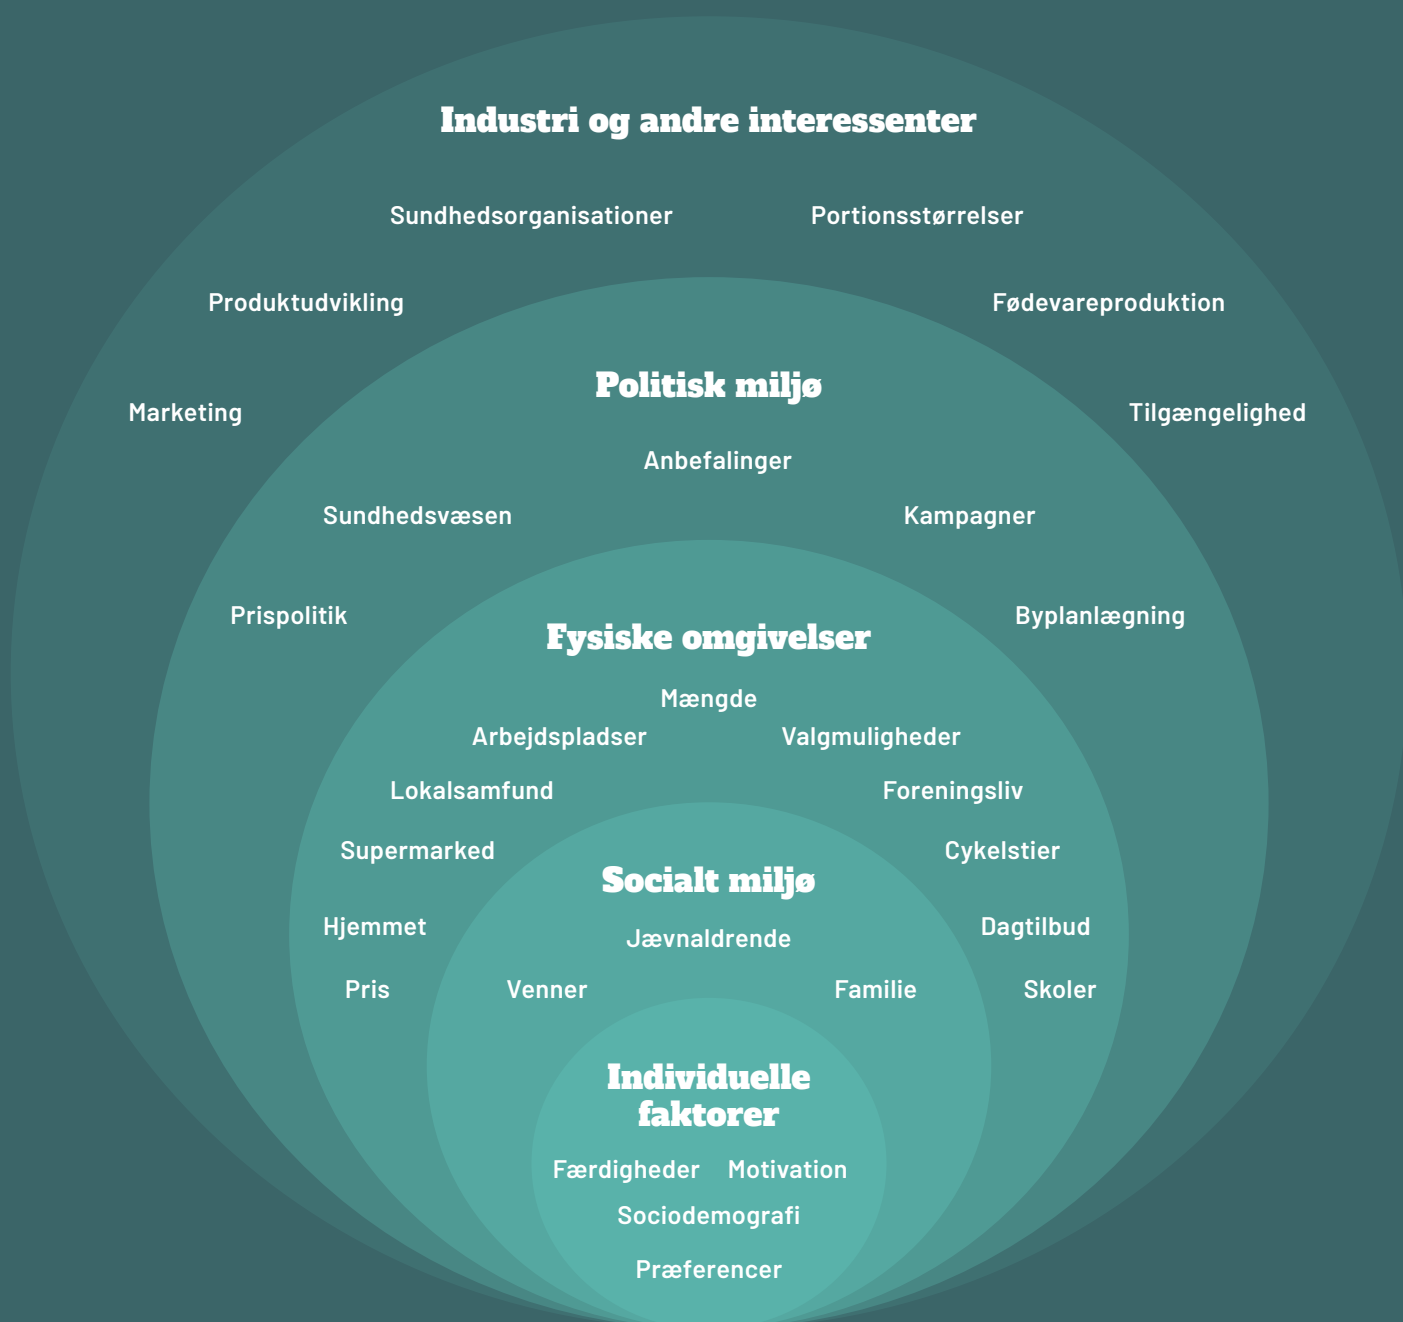 Industri og andre interessenter
Sundhedsorganisationer
Portionsstørrelser
Produktudvikling
Fødevareproduktion
Marketing
Tilgængelighed
Politisk miljø
Anbefalinger
Sundhedsvæsen
Kampagner
Prispolitik
Byplanlægning
Fysiske omgivelser
Mængde
Arbejdspladser
Valgmuligheder
Lokalsamfund
Foreningsliv
Supermarked
Cykelstier
Socialt miljø
Hjemmet
Jævnaldrende
Dagtilbud
Pris
Venner
Familie
Skoler
Individuelle
faktorer
Færdigheder
Motivation
Sociodemografi
Præferencer